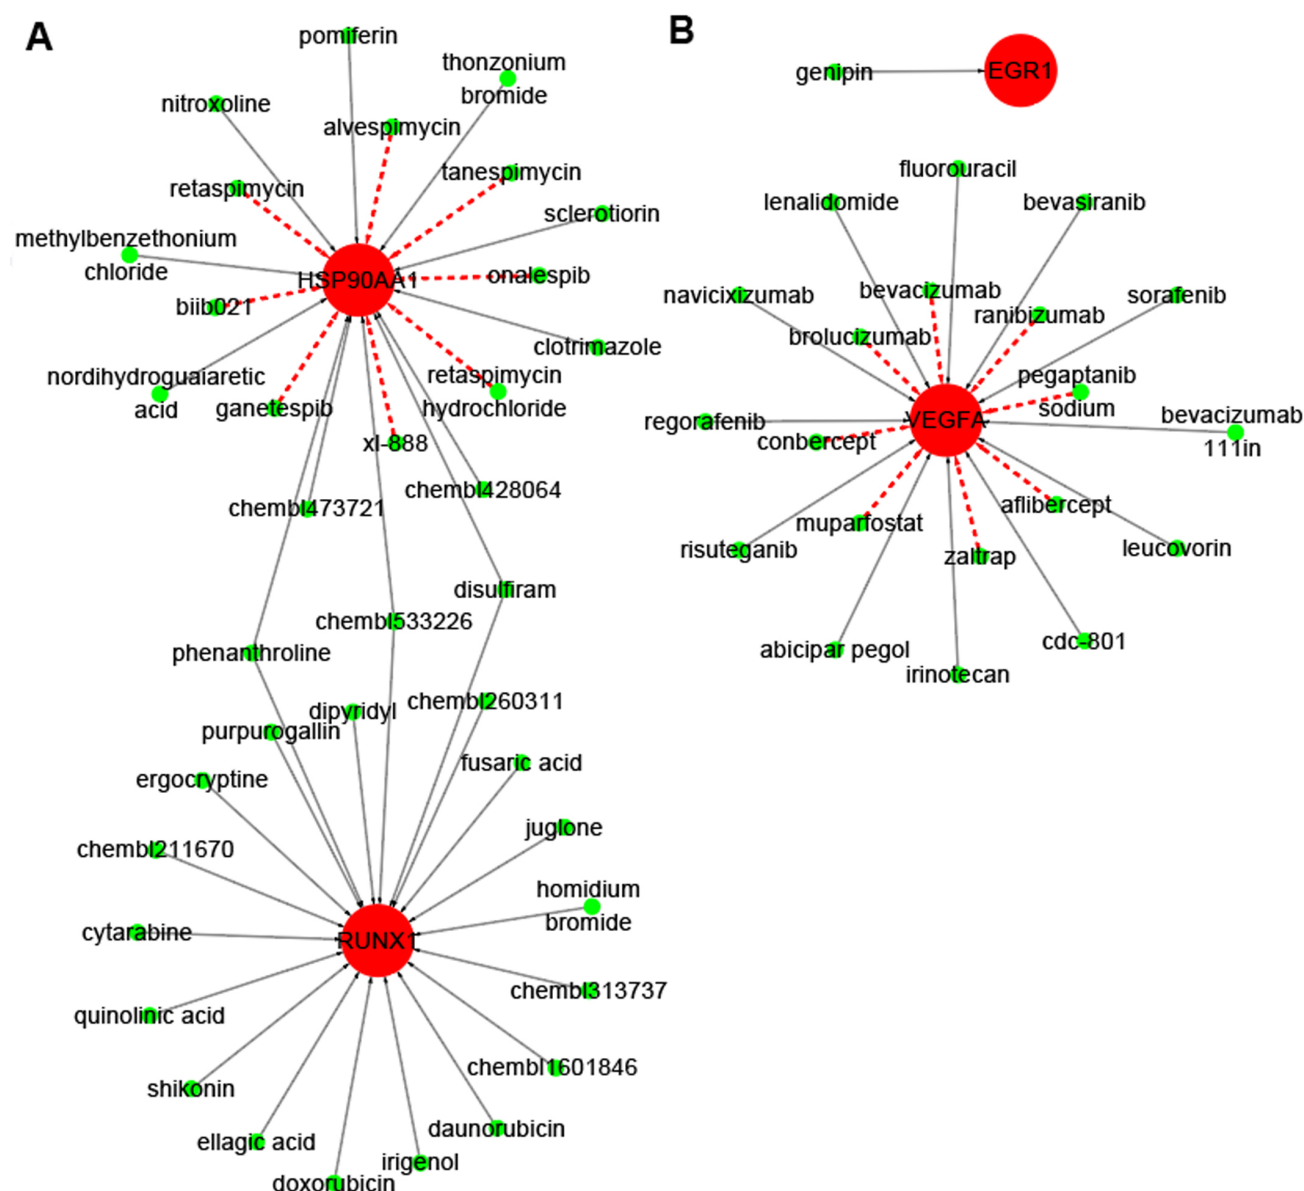 A
pomiferin
thonzonium
bromide
nitroxoline
alvespimycin
tanespimycin
retaspimycin
sclerotiorin
methylbenzethonium
chloride
HSP90AA1
onalespib
biib021
clotrimazole
nordihydroguaiaretic
acid
ganetespib
retaspimycin
hydrochloride
xl-888
chembl428064
chembl473721
disulfiram
chembl533226
phenanthroline
chembl260311
dipyridyl
purpurogallin
fusaric acid
ergocryptine
juglone
chembl211670
homidium
bromide
cytarabine
RUNX1
chembl313737
quinolinic acid
chembl1601846
shikonin
daunorubicin
ellagic acid
irigenol
doxorubicin
B
genipin
EGR1
fluorouracil
lenalidomide
bevasiranib
navicixizumab
bevacizumab
sorafenib
ranibizumab
brolucizumab
pegaptanib
sodium
regorafenib
VEGFA
bevacizumab
111in
conbercept
aflibercept
muparfostat
risuteganib
zaltrap
leucovorin
abicipar pegol
cdc-801
irinotecan